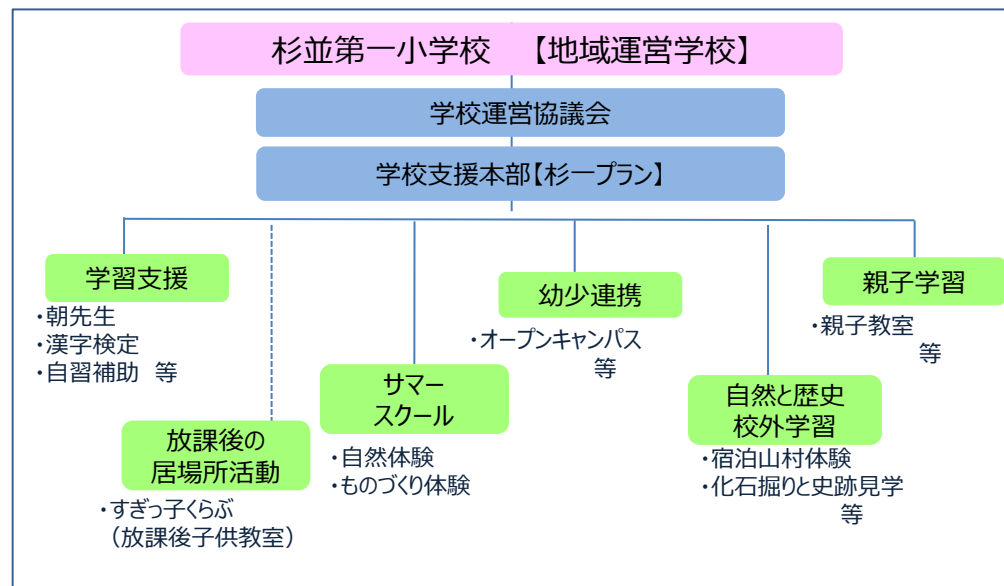 杉並第一小学校　【地域運営学校】
学校運営協議会
学校支援本部【杉一プラン】
学習支援
・朝先生
・漢字検定
・自習補助　等
放課後の
居場所活動
・すぎっ子くらぶ
（放課後子供教室）
サマー
スクール
・自然体験
・ものづくり体験
幼少連携
・オープンキャンパス
等
自然と歴史
校外学習
・宿泊山村体験
・化石掘りと史跡見学
等
親子学習
・親子教室
等